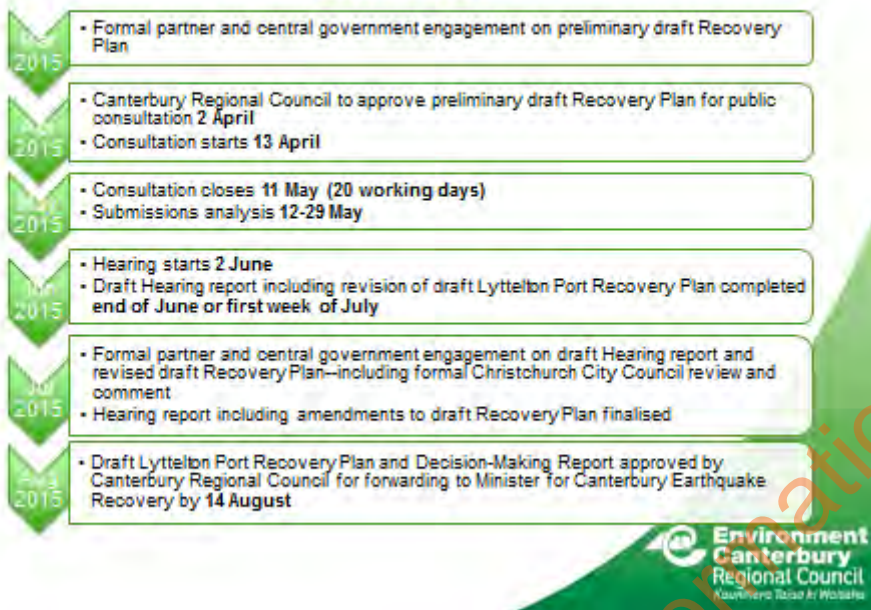 2015
• Formal partner and central government engagement on preliminary draft Recovery
Plan
2015
• Canterbury Regional Council to approve preliminary draft Recovery Plan for public
consultation 2 April
• Consultation starts 13 April
2015
• Consultation closes 11 May (20 working days)
• Submissions analysis 12-29 May
2015
• Hearing starts 2 June
• Draft Hearing report including revision of draft Lyttelton Port Recovery Plan completed
end of June or first week of July
Jul
2015
• Formal partner and central government engagement on draft Hearing report and
revised draft Recovery Plan–including formal Christchurch City Council review and
comment
• Hearing report including amendments to draft Recovery Plan finalised
2015
• Draft Lyttelton Port Recovery Plan and Decision-Making Report approved by
Canterbury Regional Council for forwarding to Minister for Canterbury Earthquake
Recovery by 14 August
Environment
Canterbury
Regional Council